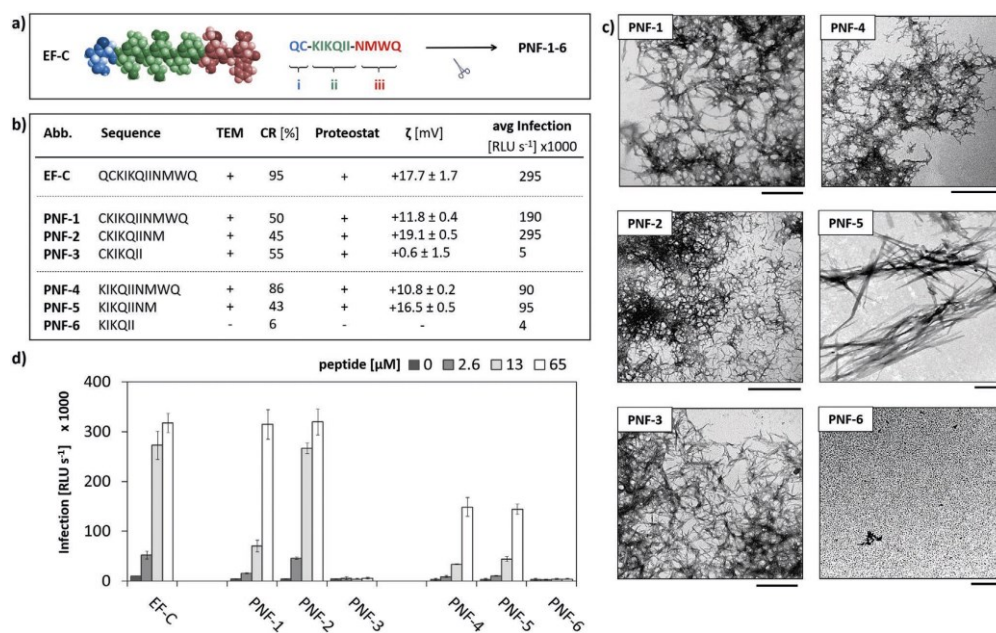 a)
EF-C
QC-KIKQII-NMWQ
PNF-1-6
i ii iii
b)
Abb. Sequence TEM CR [%] Proteostat ζ [mV] avg Infection [RLU s⁻¹] x1000
EF-C QCKIKQIINMWQ + 95 + +17.7 ± 1.7 295
PNF-1 CKIKQIINMWQ + 50 + +11.8 ± 0.4 190
PNF-2 CKIKQIINM + 45 + +19.1 ± 0.5 295
PNF-3 CKIKQII + 55 + +0.6 ± 1.5 5
PNF-4 KIKQIINMWQ + 86 + +10.8 ± 0.2 90
PNF-5 KIKQIINM + 43 + +16.5 ± 0.5 95
PNF-6 KIKQII - 6 - - 4
c)
PNF-1
PNF-4
PNF-2
PNF-5
PNF-3
PNF-6
d)
peptide [µM] 0 2.6 13 65
Infection [RLU s⁻¹] x 1000
400
300
200
100
0
EF-C
PNF-1
PNF-2
PNF-3
PNF-4
PNF-5
PNF-6